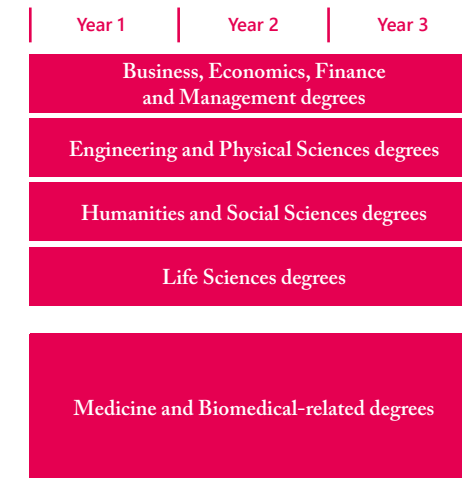 Year 1 Year 2 Year 3
Business, Economics, Finance
and Management degrees
Engineering and Physical Sciences degrees
Humanities and Social Sciences degrees
Life Sciences degrees
Medicine and Biomedical-related degrees